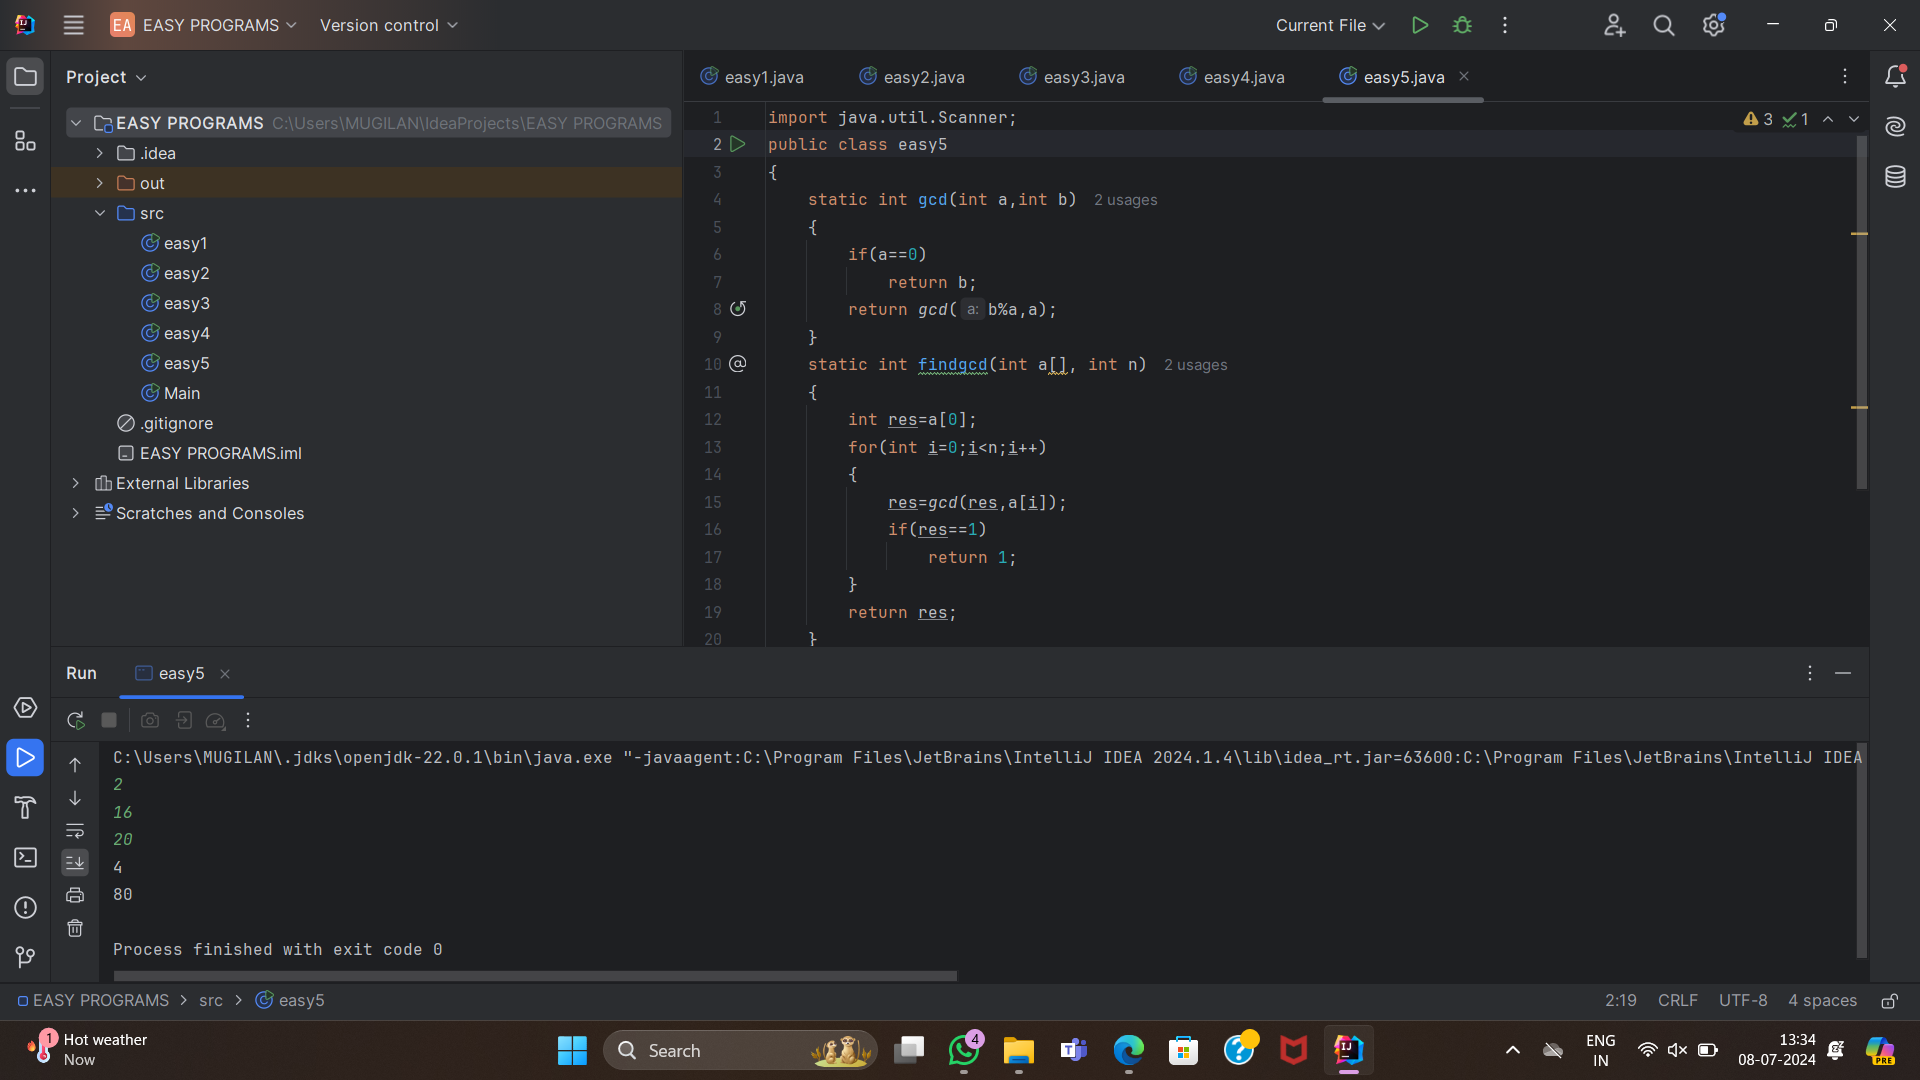 EA EASY PROGRAMS Version control Current File
Project
EASY PROGRAMS C:\Users\MUGILAN\IdeaProjects\EASY PROGRAMS
.idea
out
src
easy1
easy2
easy3
easy4
easy5
Main
.gitignore
EASY PROGRAMS.iml
External Libraries
Scratches and Consoles
easy1.java easy2.java easy3.java easy4.java easy5.java
3 1
1 import java.util.Scanner;
2 public class easy5
3 {
4 static int gcd(int a,int b) 2 usages
5 {
6 if(a==0)
7 return b;
8 return gcd( a: b%a,a);
9 }
10 static int findgcd(int a[], int n) 2 usages
11 {
12 int res=a[0];
13 for(int i=0;i<n;i++)
14 {
15 res=gcd(res,a[i]);
16 if(res==1)
17 return 1;
18 }
19 return res;
20 }
Run easy5
C:\Users\MUGILAN\.jdks\openjdk-22.0.1\bin\java.exe "-javaagent:C:\Program Files\JetBrains\IntelliJ IDEA 2024.1.4\lib\idea_rt.jar=63600:C:\Program Files\JetBrains\IntelliJ IDEA
2
16
20
4
80
Process finished with exit code 0
EASY PROGRAMS > src > easy5 2:19 CRLF UTF-8 4 spaces
1 Hot weather
Now
Search
4
ENG
IN
13:34
08-07-2024
PRE